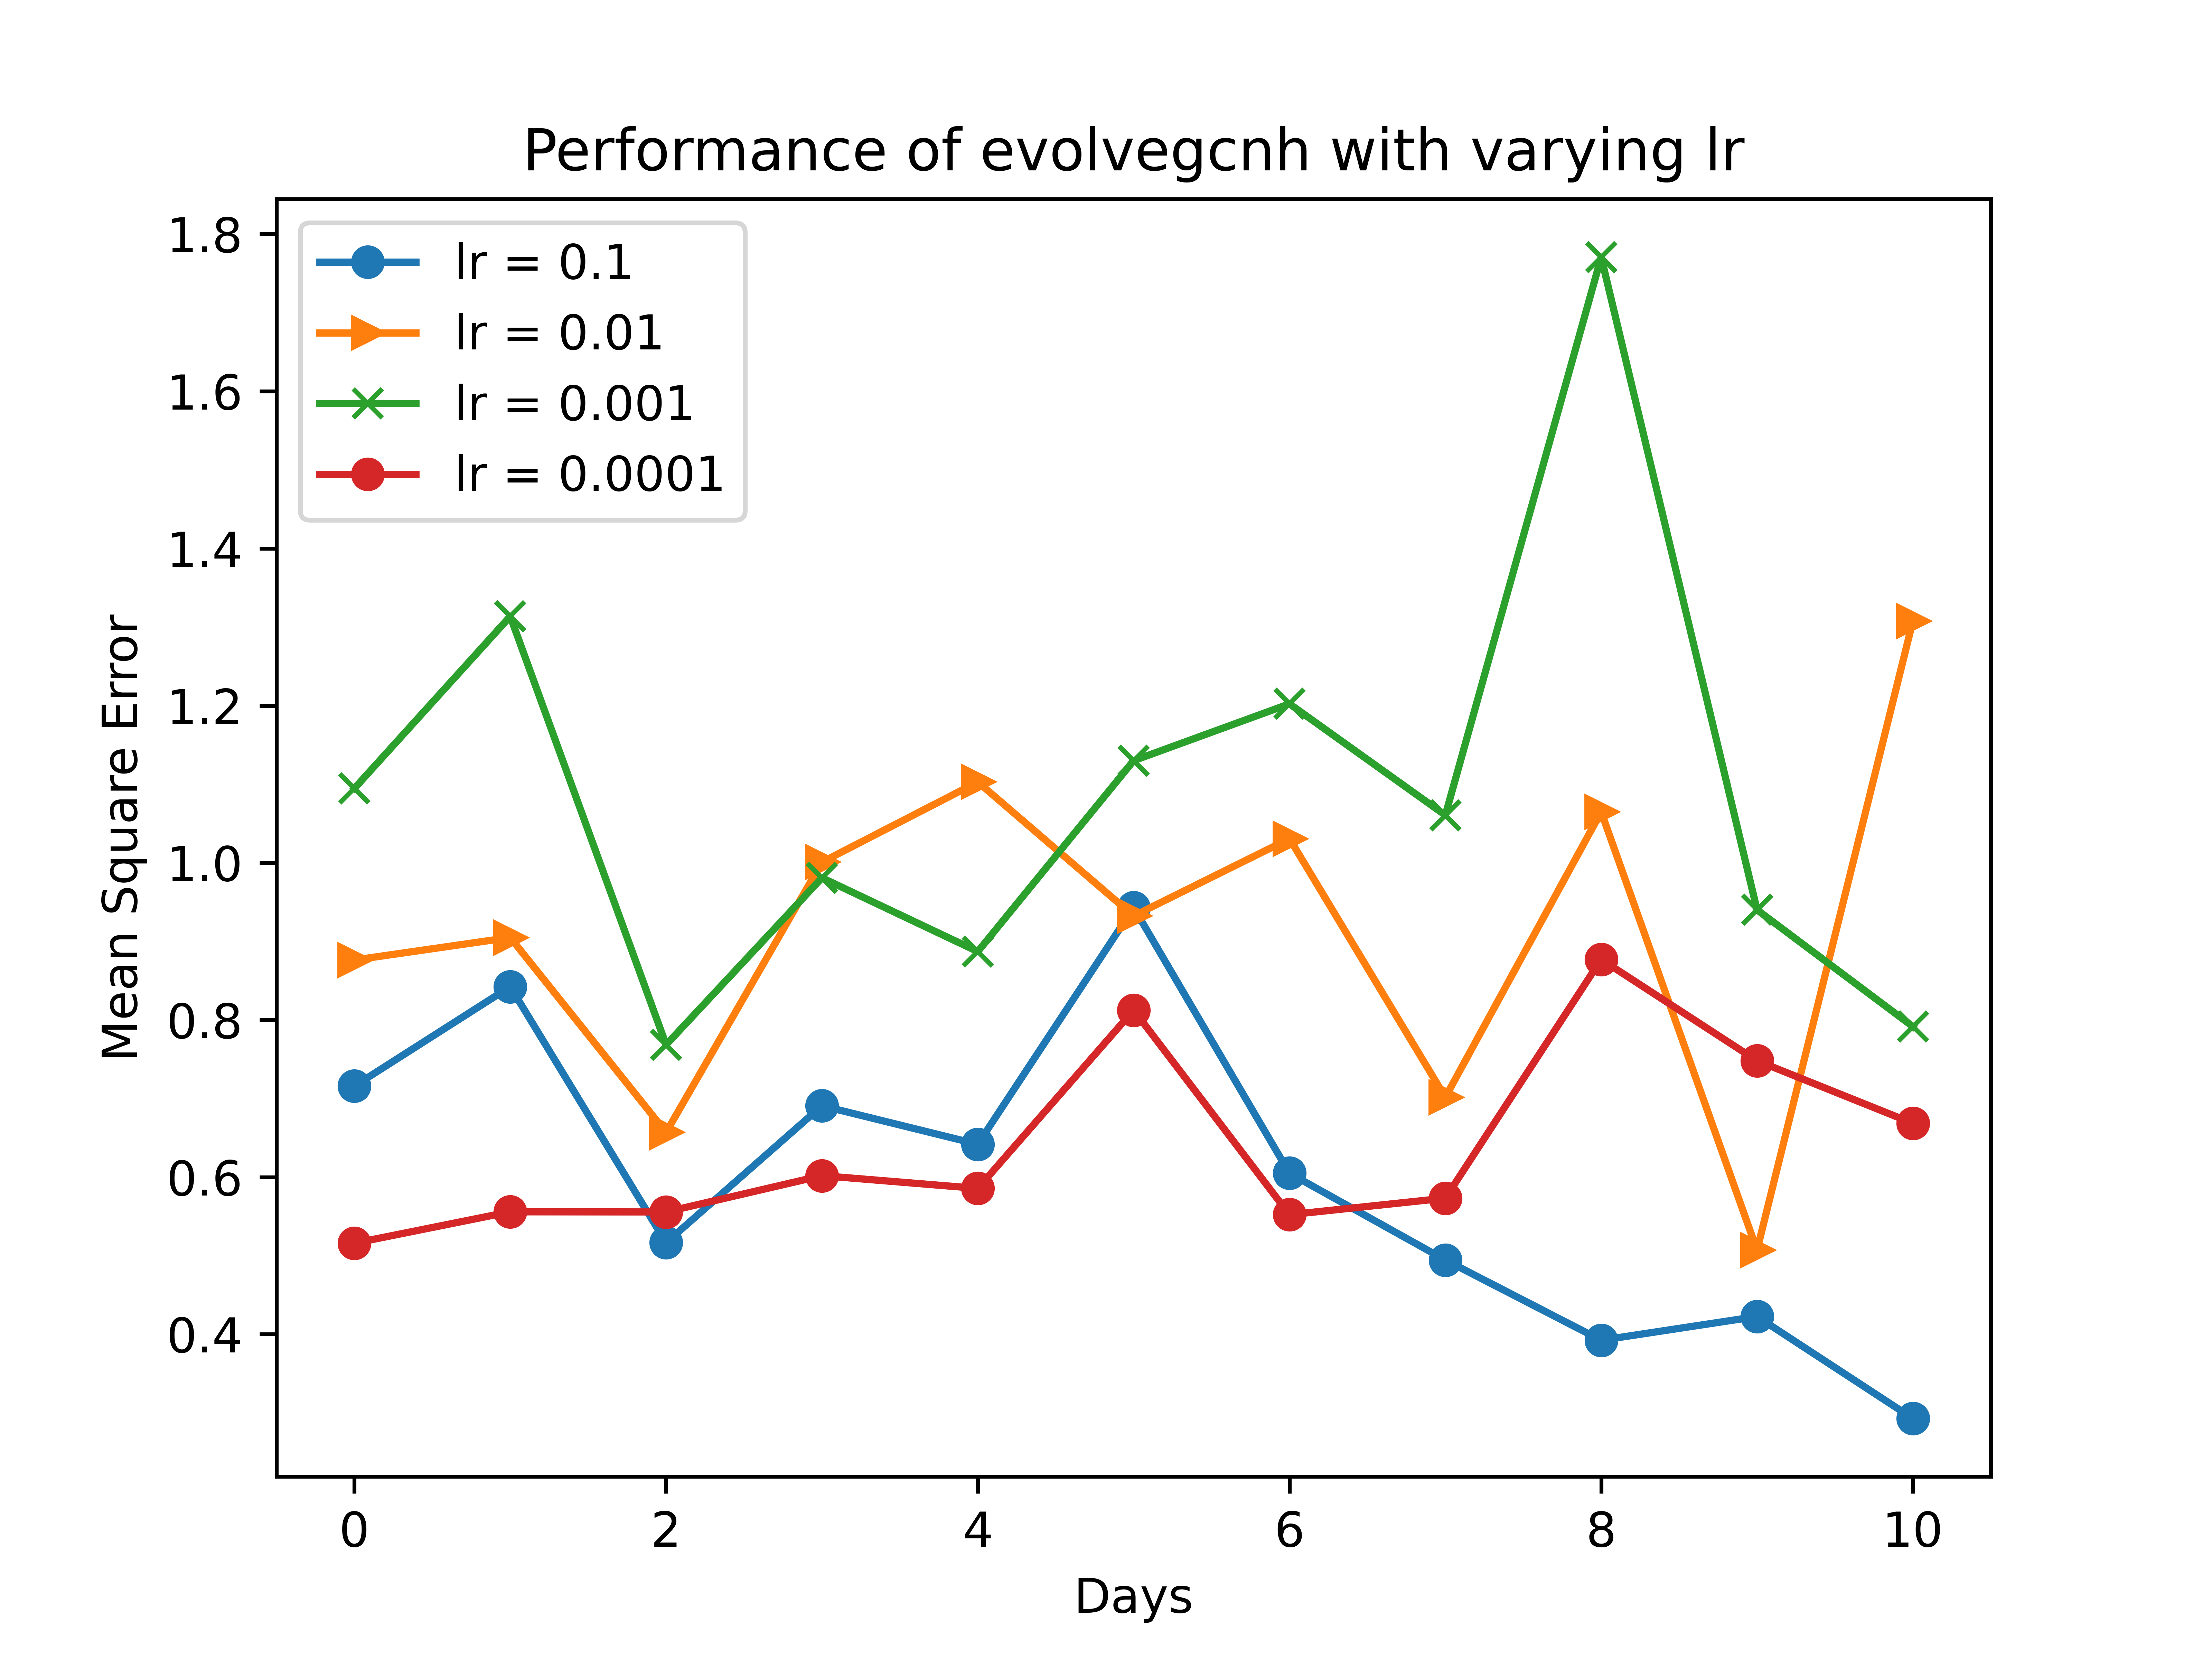 Performance of evolvegcnh with varying lr
lr = 0.1
lr = 0.01
lr = 0.001
lr = 0.0001
Mean Square Error
1.8
1.6
1.4
1.2
1.0
0.8
0.6
0.4
0 2 4 6 8 10
Days